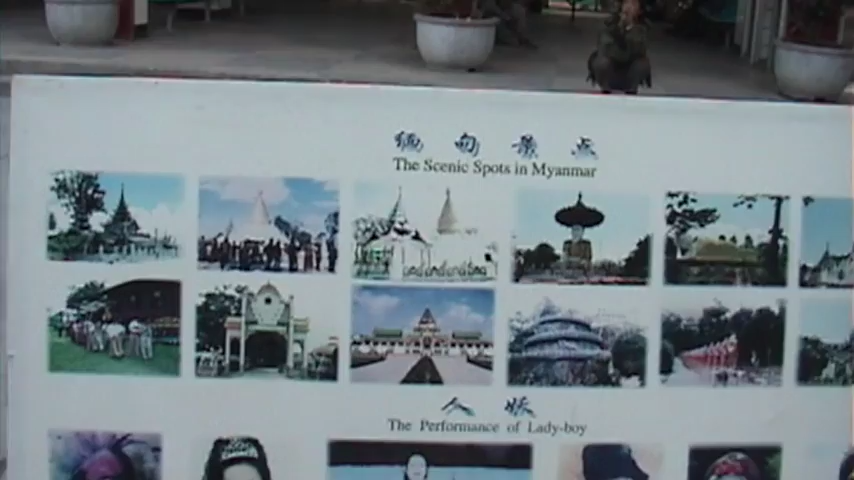 缅甸景点
The Scenic Spots in Myanmar
人妖
The Performance of Lady-boy